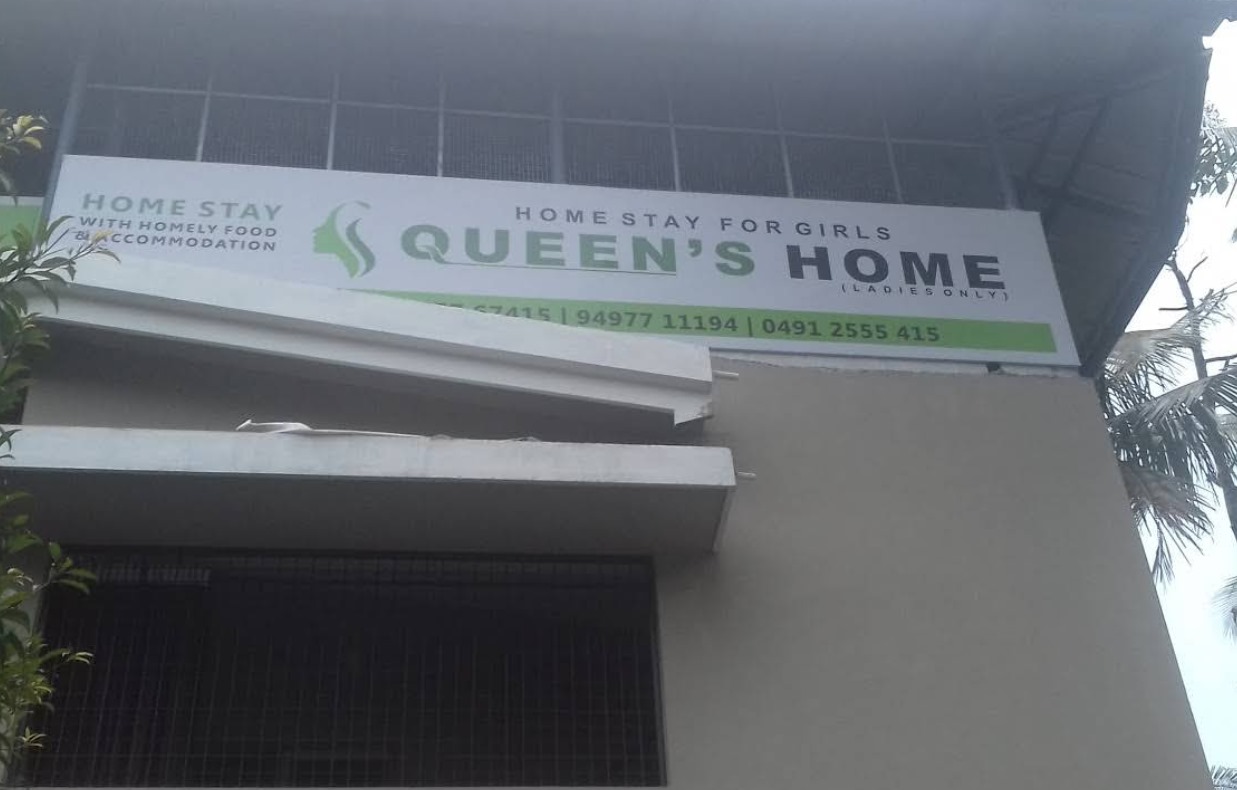 HOME STAY
WITH HOMELY FOOD
& ACCOMMODATION
HOME STAY FOR GIRLS
QUEEN'S HOME
(LADIES ONLY)
67415 | 94977 11194 | 0491 2555 415